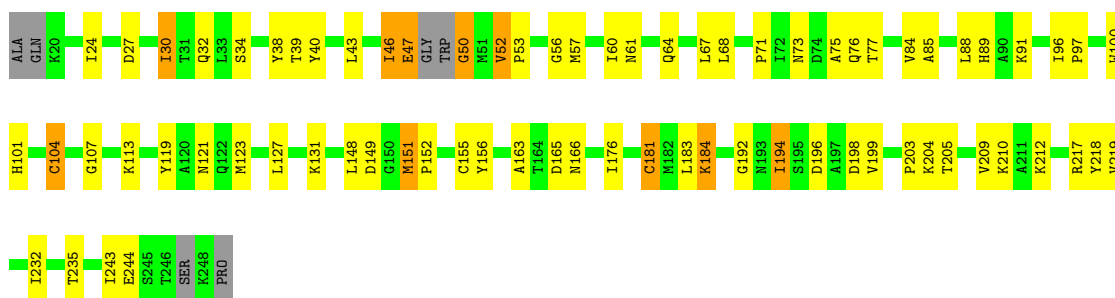 ALA GLN K20 I24 D27 I30 T31 Q32 L33 S34 Y38 T39 Y40 L43 I46 E47 GLY TRP G50 M51 V52 P53 G56 M57 I60 N61 Q64 L67 L68 P71 I72 N73 D74 A75 Q76 T77 V84 A85 L88 H89 A90 K91 I96 P97 W100
H101 C104 G107 K113 Y119 A120 N121 Q122 M123 L127 K131 L148 D149 G150 M151 P152 C155 Y156 A163 T164 D165 N166 I176 C181 M182 L183 K184 G192 N193 I194 S195 D196 A197 D198 V199 P203 K204 T205 V209 K210 A211 K212 R217 Y218 V219
I232 T235 I243 E244 S245 T246 SER K248 PRO